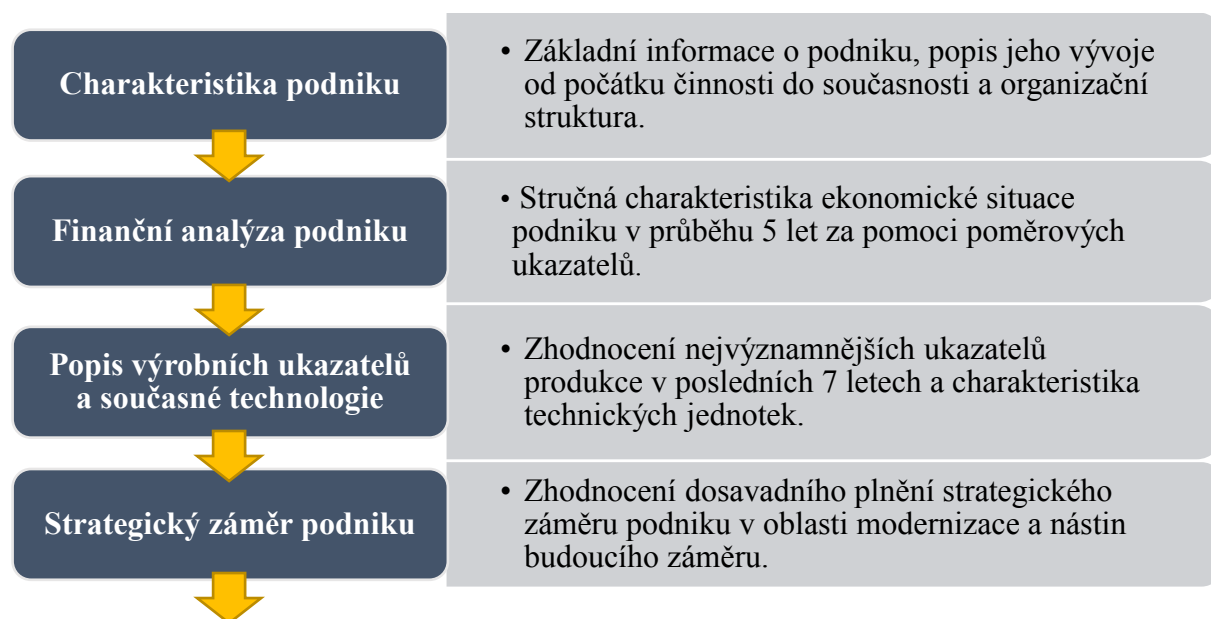 Charakteristika podniku
• Základní informace o podniku, popis jeho vývoje
od počátku činnosti do současnosti a organizační
struktura.
Finanční analýza podniku
• Stručná charakteristika ekonomické situace
podniku v průběhu 5 let za pomoci poměrových
ukazatelů.
Popis výrobních ukazatelů
a současné technologie
• Zhodnocení nejvýznamnějších ukazatelů
produkce v posledních 7 letech a charakteristika
technických jednotek.
Strategický záměr podniku
• Zhodnocení dosavadního plnění strategického
záměru podniku v oblasti modernizace a nástin
budoucího záměru.